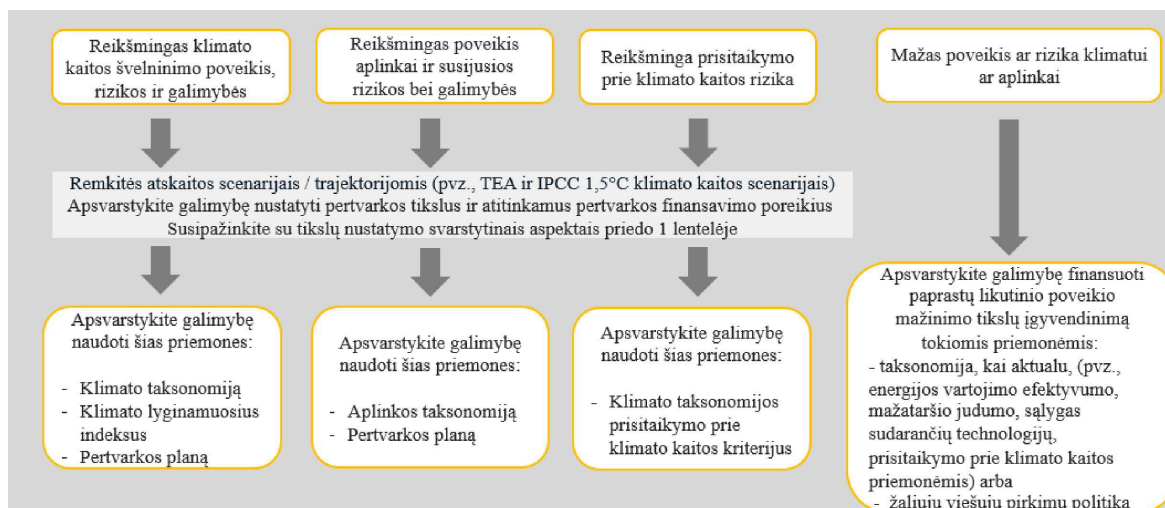 Reikšmingas klimato
kaitos švelninimo poveikis,
rizikos ir galimybės
Reikšmingas poveikis
aplinkai ir susijusios
rizikos bei galimybės
Reikšminga prisitaikymo
prie klimato kaitos rizika
Mažas poveikis ar rizika klimatui
ar aplinkai
Remkitės atskaitos scenarijais / trajektorijomis (pvz., TEA ir IPCC 1,5°C klimato kaitos scenarijais)
Apsvarstykite galimybę nustatyti pertvarkos tikslus ir atitinkamus pertvarkos finansavimo poreikius
Susipažinkite su tikslų nustatymo svarstytinais aspektais priedo 1 lentelėje
Apsvarstykite galimybę
naudoti šias priemones:
- Klimato taksonomiją
- Klimato lyginamuosius
indeksus
- Pertvarkos planą
Apsvarstykite galimybę
naudoti šias priemones:
- Aplinkos taksonomiją
- Pertvarkos planą
Apsvarstykite galimybę
naudoti šias priemones:
- Klimato taksonomijos
prisitaikymo prie
klimato kaitos kriterijus
Apsvarstykite galimybę finansuoti
paprastų likutinio poveikio
mažinimo tikslų įgyvendinimą
tokiomis priemonėmis:
- taksonomija, kai aktualu, (pvz.,
energijos vartojimo efektyvumo,
mažataršio judumo, sąlygas
sudarančių technologijų,
prisitaikymo prie klimato kaitos
priemonėmis) arba
- žaliųjų viešųjų pirkimų politika